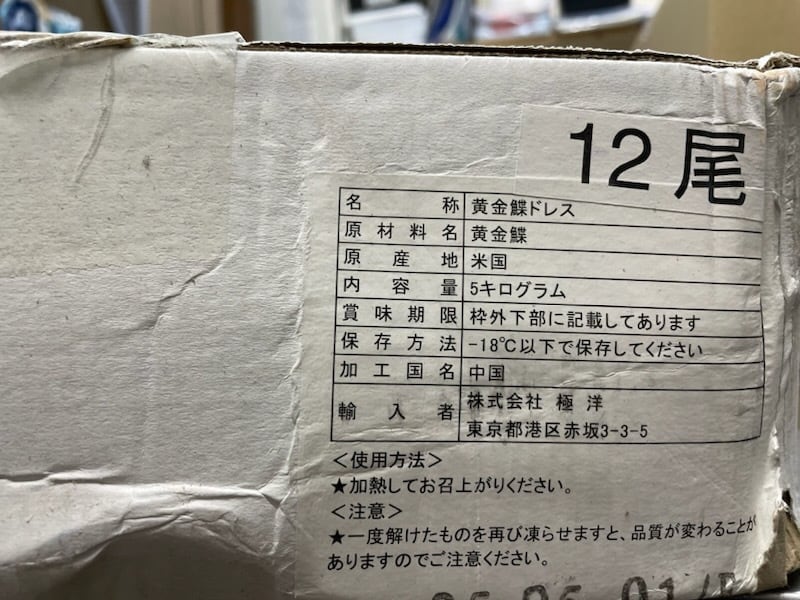 12尾
名称 黄金鰈ドレス
原材料名 黄金鰈
原産地 米国
内容量 5キログラム
賞味期限 枠外下部に記載してあります
保存方法 -18℃以下で保存してください
加工国名 中国
輸入者 株式会社 極洋
東京都港区赤坂3-3-5
＜使用方法＞
★加熱してお召上がりください。
＜注意＞
★一度解けたものを再び凍らせますと、品質が変わることが
ありますのでご注意ください。